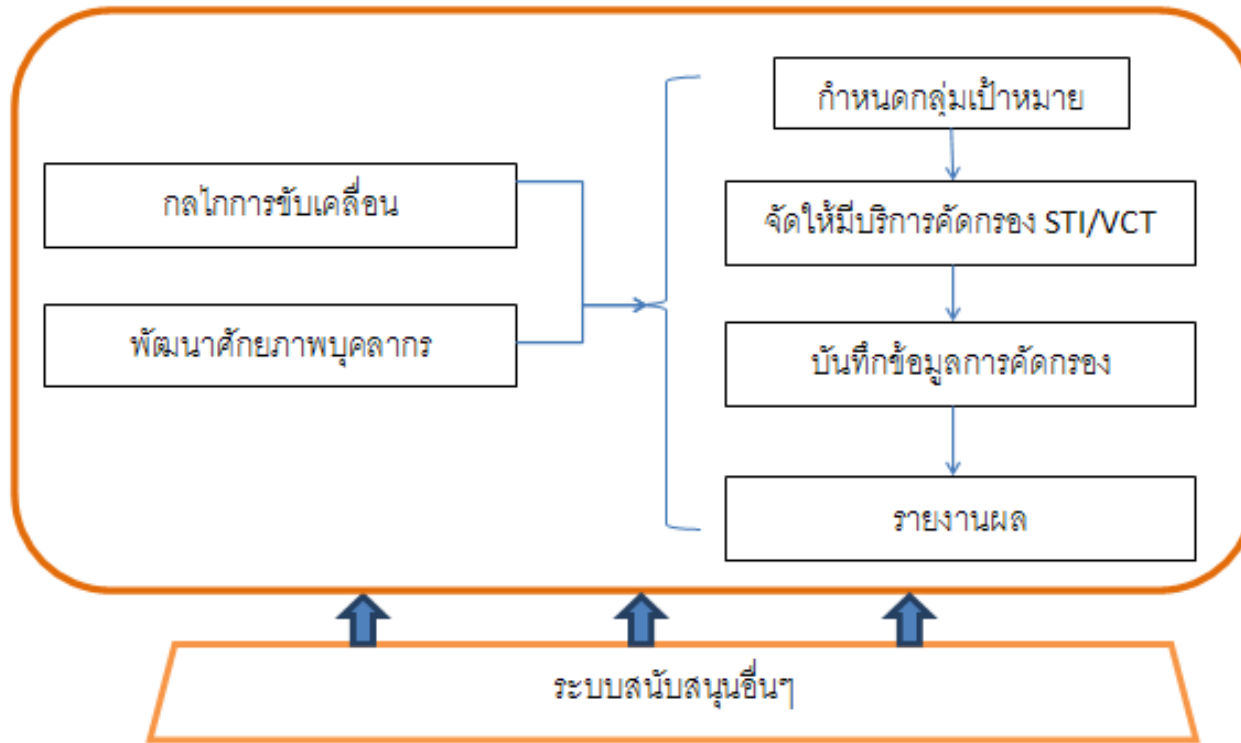 กลไกการขับเคลื่อน
พัฒนาศักยภาพบุคลากร
กำหนดกลุ่มเป้าหมาย
จัดให้มีบริการคัดกรอง STI/VCT
บันทึกข้อมูลการคัดกรอง
รายงานผล
ระบบสนับสนุนอื่นๆ